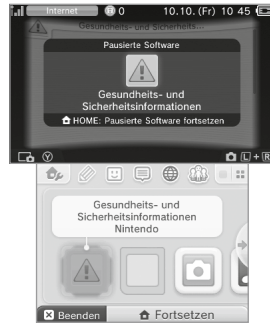 Internet 0 10.10. (Fr) 10 45
Gesundheits- und Sicherheits...
Pausierte Software
Gesundheits- und
Sicherheitsinformationen
HOME: Pausierte Software fortsetzen
Y L + R
Gesundheits- und
Sicherheitsinformationen
Nintendo
Beenden Fortsetzen